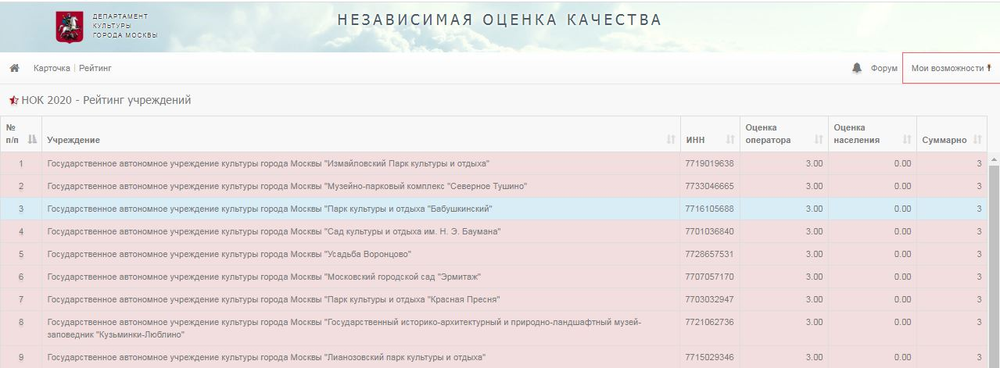 ДЕПАРТАМЕНТ
КУЛЬТУРЫ
ГОРОДА МОСКВЫ
НЕЗАВИСИМАЯ ОЦЕНКА КАЧЕСТВА
Карточка | Рейтинг Форум Мои возможности
НОК 2020 - Рейтинг учреждений
№ п/п Учреждение ИНН Оценка оператора Оценка населения Суммарно
1 Государственное автономное учреждение культуры города Москвы "Измайловский Парк культуры и отдыха" 7719019638 3.00 0.00 3
2 Государственное автономное учреждение культуры города Москвы "Музейно-парковый комплекс "Северное Тушино" 7733046665 3.00 0.00 3
3 Государственное автономное учреждение культуры города Москвы "Парк культуры и отдыха "Бабушкинский" 7716105688 3.00 0.00 3
4 Государственное автономное учреждение культуры города Москвы "Сад культуры и отдыха им. Н. Э. Баумана" 7701036840 3.00 0.00 3
5 Государственное автономное учреждение культуры города Москвы "Усадьба Воронцово" 7728657531 3.00 0.00 3
6 Государственное автономное учреждение культуры города Москвы "Московский городской сад "Эрмитаж" 7707057170 3.00 0.00 3
7 Государственное автономное учреждение культуры города Москвы "Парк культуры и отдыха "Красная Пресня" 7703032947 3.00 0.00 3
8 Государственное автономное учреждение культуры города Москвы "Государственный историко-архитектурный и природно-ландшафтный музей- 7721062736 3.00 0.00 3
заповедник "Кузьминки-Люблино"
9 Государственное автономное учреждение культуры города Москвы "Лианозовский парк культуры и отдыха" 7715029346 3.00 0.00 3